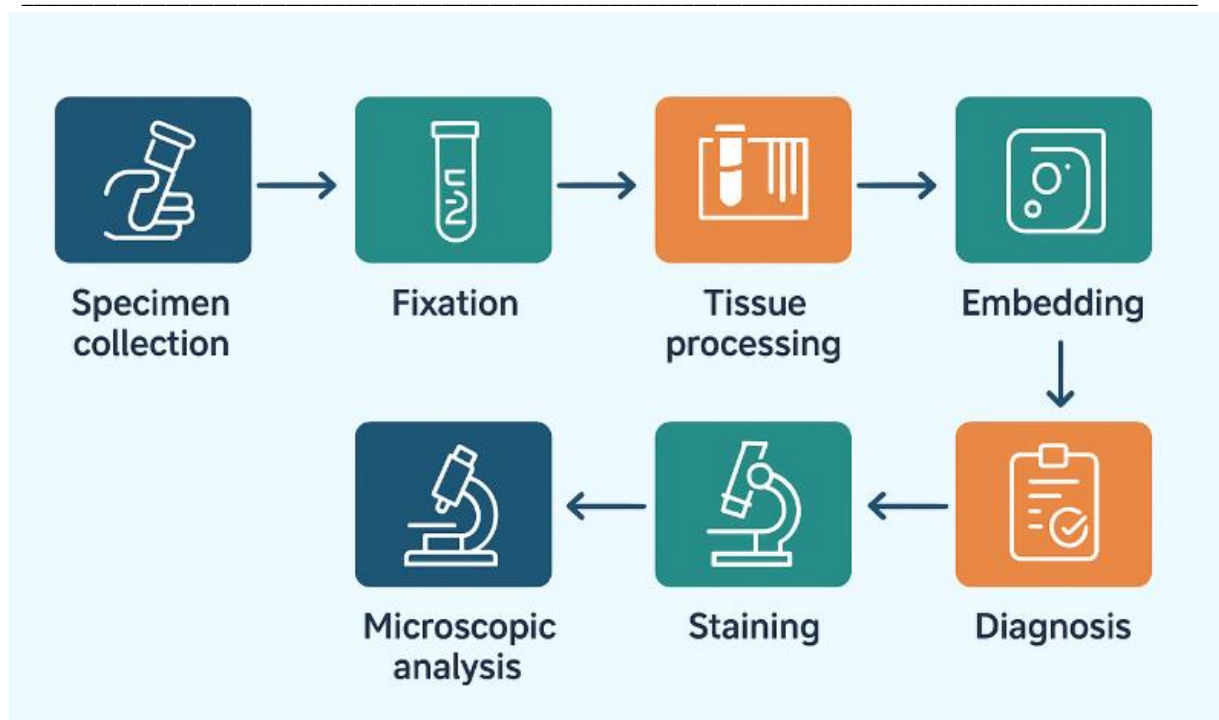 Specimen
collection
Fixation
Tissue
processing
Embedding
Microscopic
analysis
Staining
Diagnosis